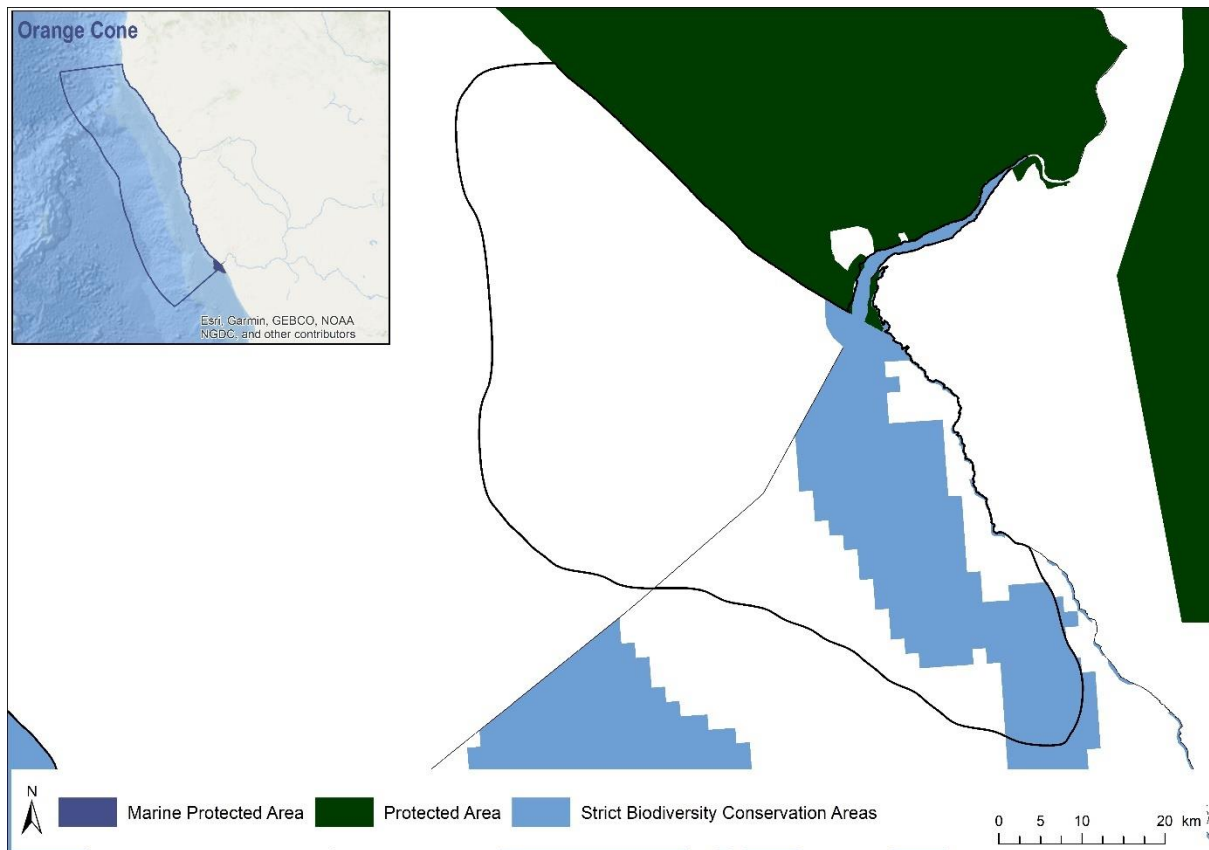 Orange Cone
Esri, Garmin, GEBCO, NOAA
NGDC, and other contributors
N
Marine Protected Area
Protected Area
Strict Biodiversity Conservation Areas
0 5 10 20 km